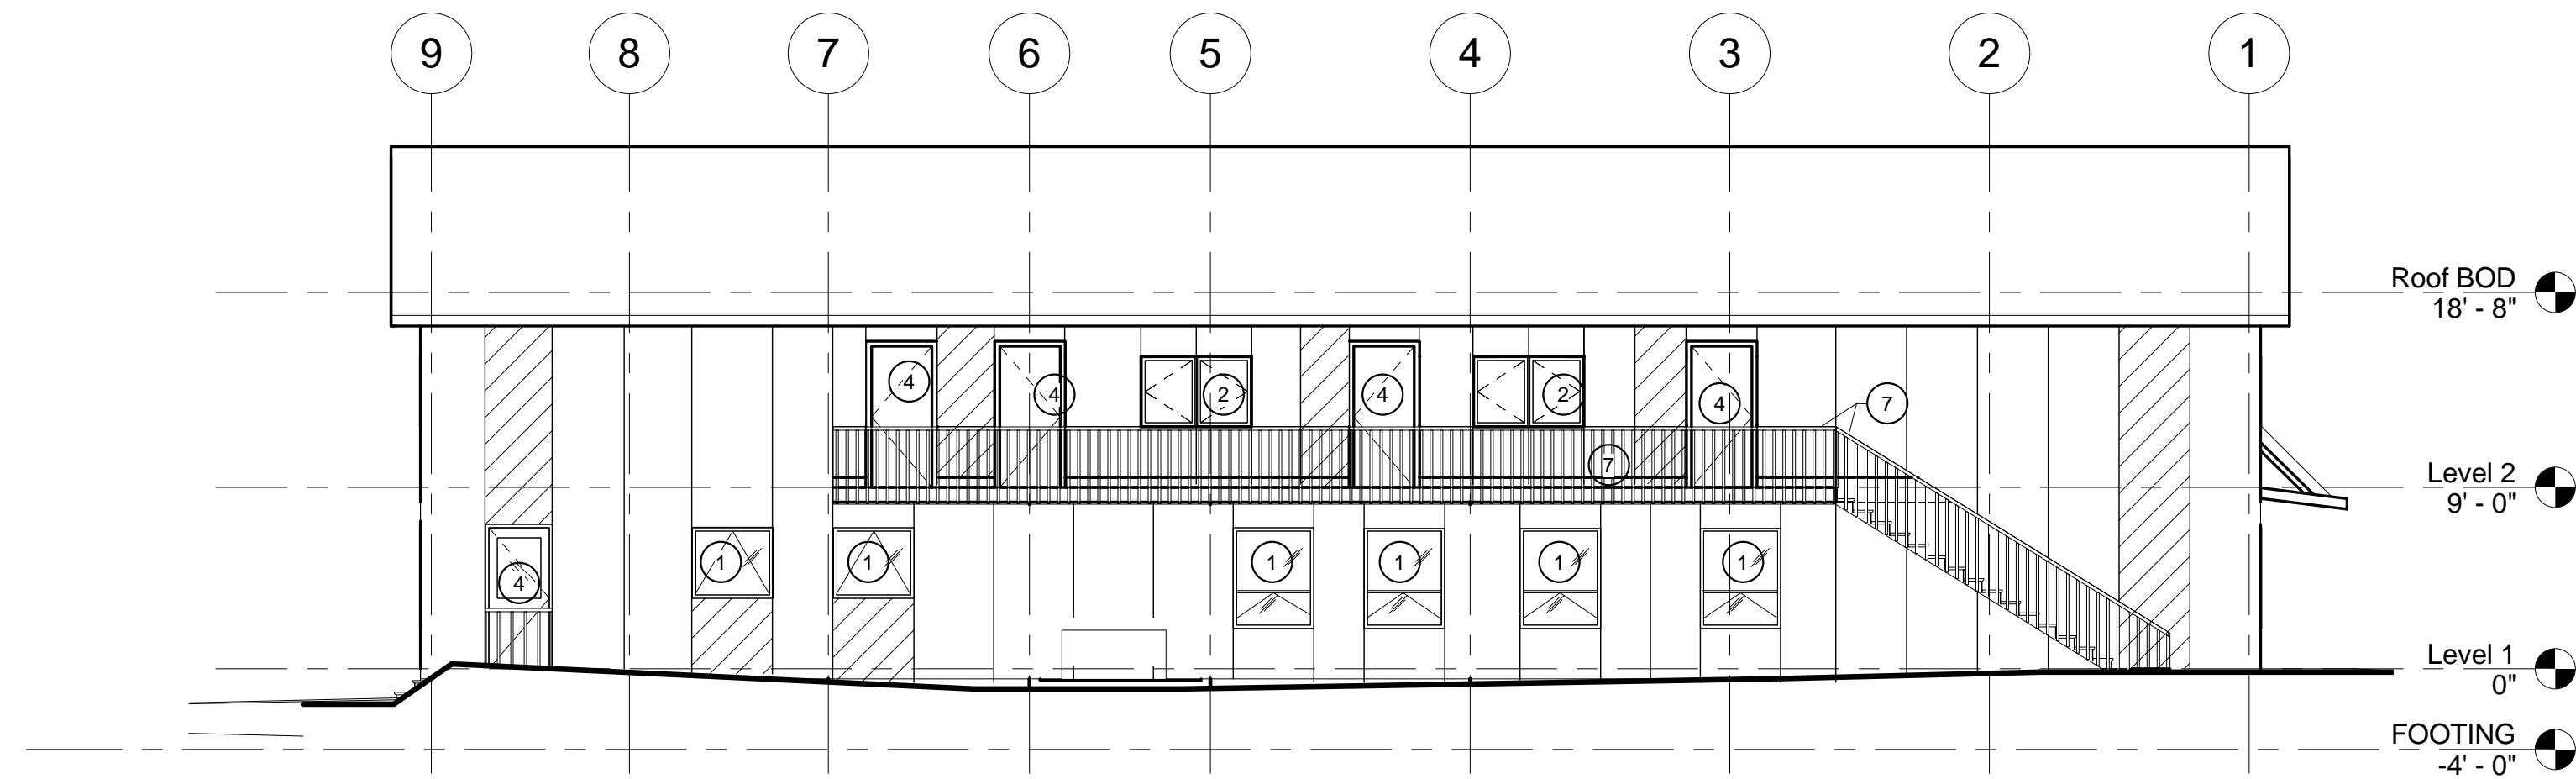 9 8 7 6 5 4 3 2 1
Roof BOD
18' - 8"
4 4 2 4 2 4 7
7
Level 2
9' - 0"
4 1 1 1 1 1 1
Level 1
0"
FOOTING
-4' - 0"